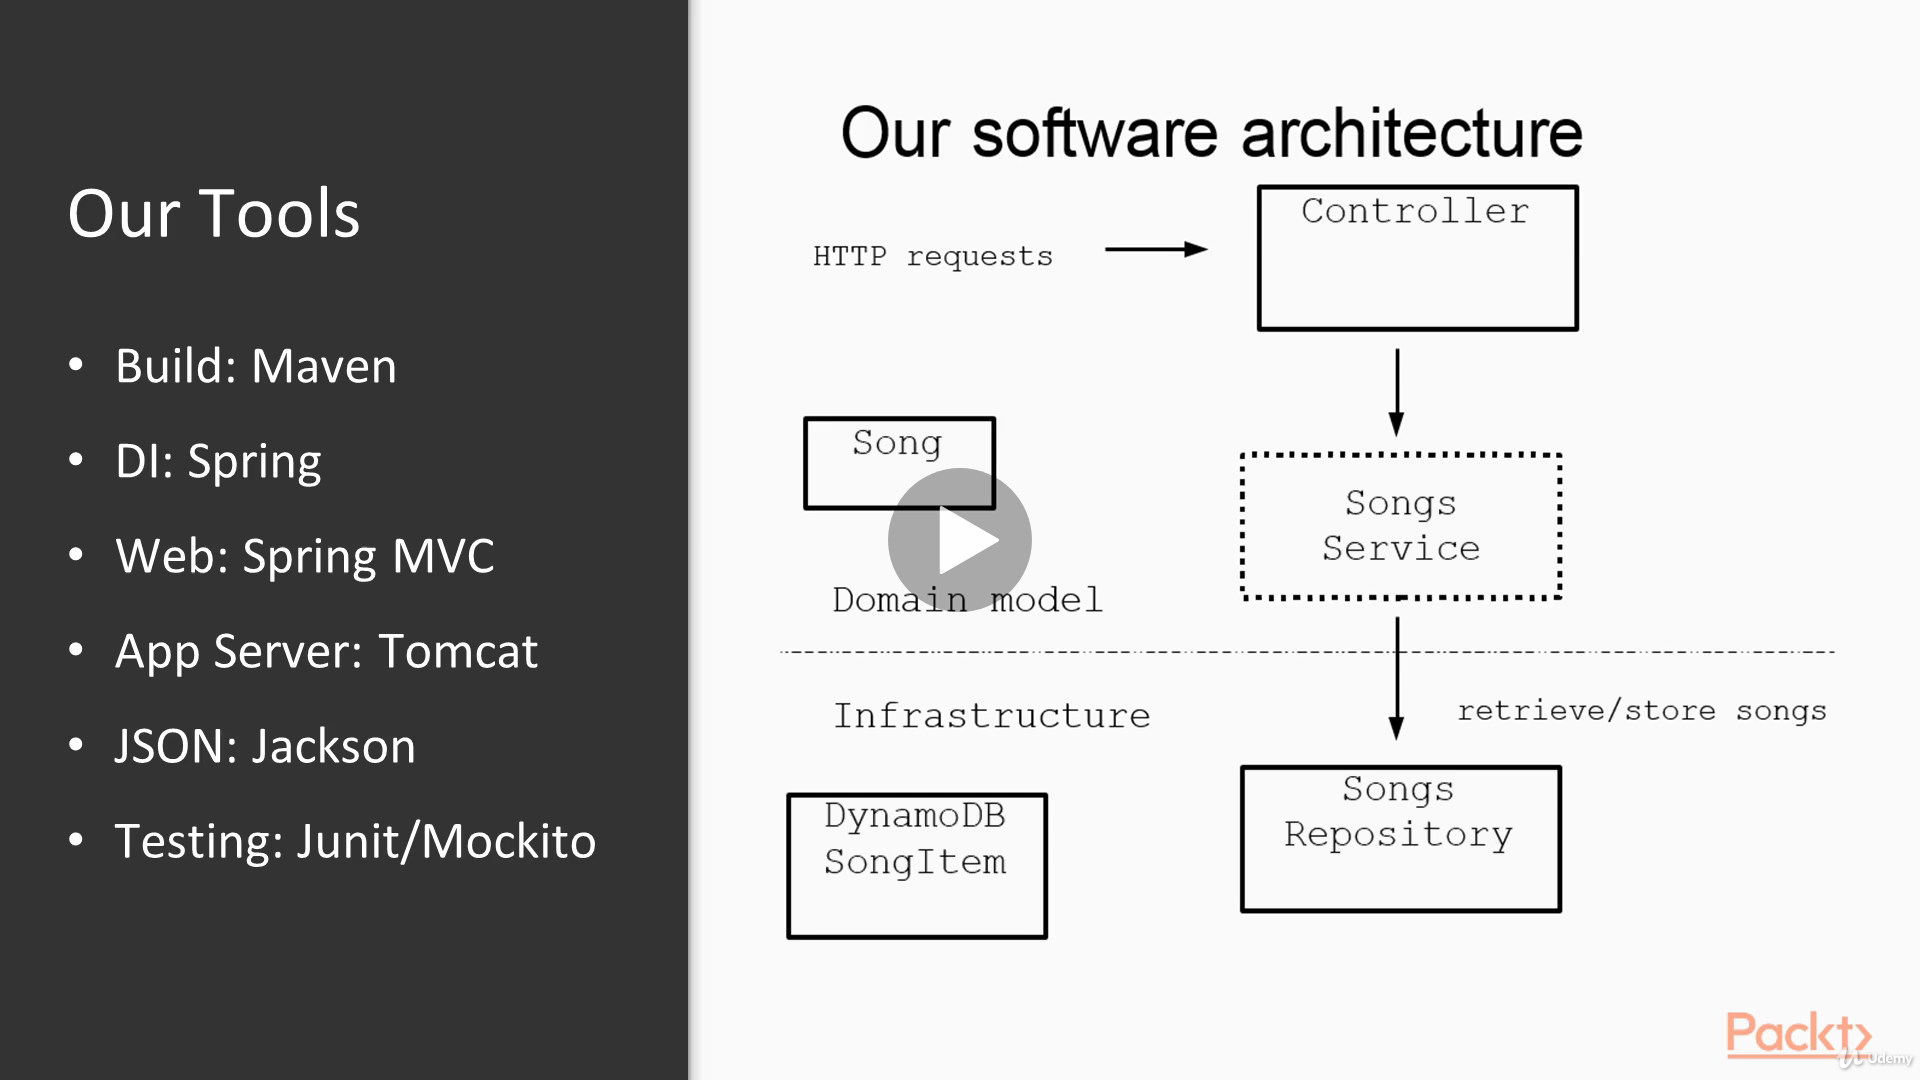 Our Tools
• Build: Maven
• DI: Spring
• Web: Spring MVC
• App Server: Tomcat
• JSON: Jackson
• Testing: Junit/Mockito
Our software architecture
Controller
HTTP requests
Song
Songs
Service
Domain model
Infrastructure
retrieve/store songs
DynamoDB
SongItem
Songs
Repository
Packt
Udemy